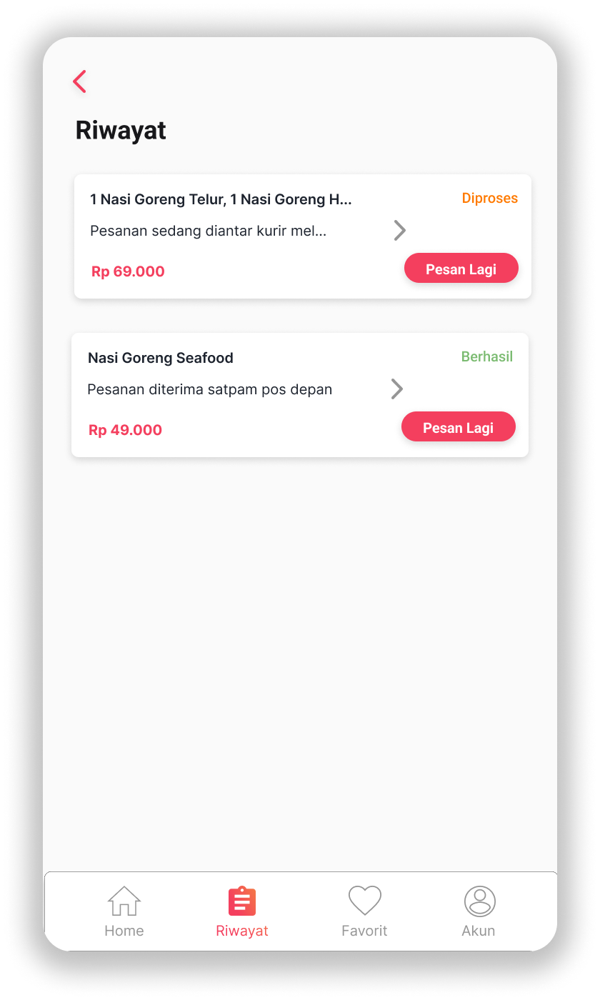 Riwayat
1 Nasi Goreng Telur, 1 Nasi Goreng H...
Diproses
Pesanan sedang diantar kurir mel...
Rp 69.000
Pesan Lagi
Nasi Goreng Seafood
Berhasil
Pesanan diterima satpam pos depan
Rp 49.000
Pesan Lagi
Home
Riwayat
Favorit
Akun